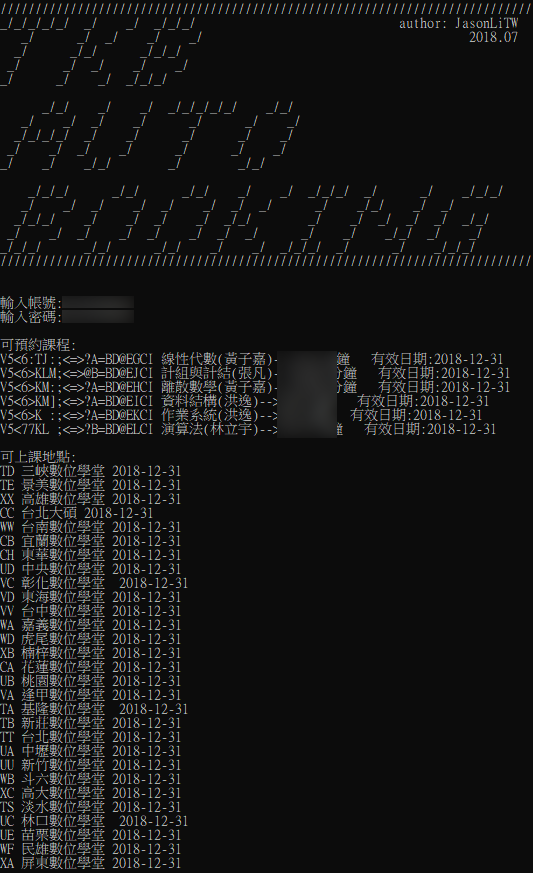 ////////////////////////////////////////////////////////////////////////////
THE
author: JasonLiTW
2018.07
AUTO
BOOKING
////////////////////////////////////////////////////////////////////////////
輸入帳號:
輸入密碼:
可預約課程:
V5<6:TJ:;<=>?A=BD@EGCI 線性代數(黃子嘉)- 鐘 有效日期:2018-12-31
V5<6>KLM;<=>@B=BD@EJCI 計組與計結(張凡)- 分鐘 有效日期:2018-12-31
V5<6>KM:;<=>?A=BD@EHCI 離散數學(黃子嘉)- 分鐘 有效日期:2018-12-31
V5<6>KM];<=>?A=BD@EICI 資料結構(洪逸)--> 有效日期:2018-12-31
V5<6>K :;<=>?A=BD@EKCI 作業系統(洪逸)--> 有效日期:2018-12-31
V5<77KL ;<=>?B=BD@ELCI 演算法(林立宇)--> 鐘 有效日期:2018-12-31
可上課地點:
TD 三峽數位學堂 2018-12-31
TE 景美數位學堂 2018-12-31
XX 高雄數位學堂 2018-12-31
CC 台北大碩 2018-12-31
WW 台南數位學堂 2018-12-31
CB 宜蘭數位學堂 2018-12-31
CH 東華數位學堂 2018-12-31
UD 中央數位學堂 2018-12-31
VC 彰化數位學堂 2018-12-31
VD 東海數位學堂 2018-12-31
VV 台中數位學堂 2018-12-31
WA 嘉義數位學堂 2018-12-31
WD 虎尾數位學堂 2018-12-31
XB 楠梓數位學堂 2018-12-31
CA 花蓮數位學堂 2018-12-31
UB 桃園數位學堂 2018-12-31
VA 逢甲數位學堂 2018-12-31
TA 基隆數位學堂 2018-12-31
TB 新莊數位學堂 2018-12-31
TT 台北數位學堂 2018-12-31
UA 中壢數位學堂 2018-12-31
UU 新竹數位學堂 2018-12-31
WB 斗六數位學堂 2018-12-31
XC 高大數位學堂 2018-12-31
TS 淡水數位學堂 2018-12-31
UC 林口數位學堂 2018-12-31
UE 苗栗數位學堂 2018-12-31
WF 民雄數位學堂 2018-12-31
XA 屏東數位學堂 2018-12-31